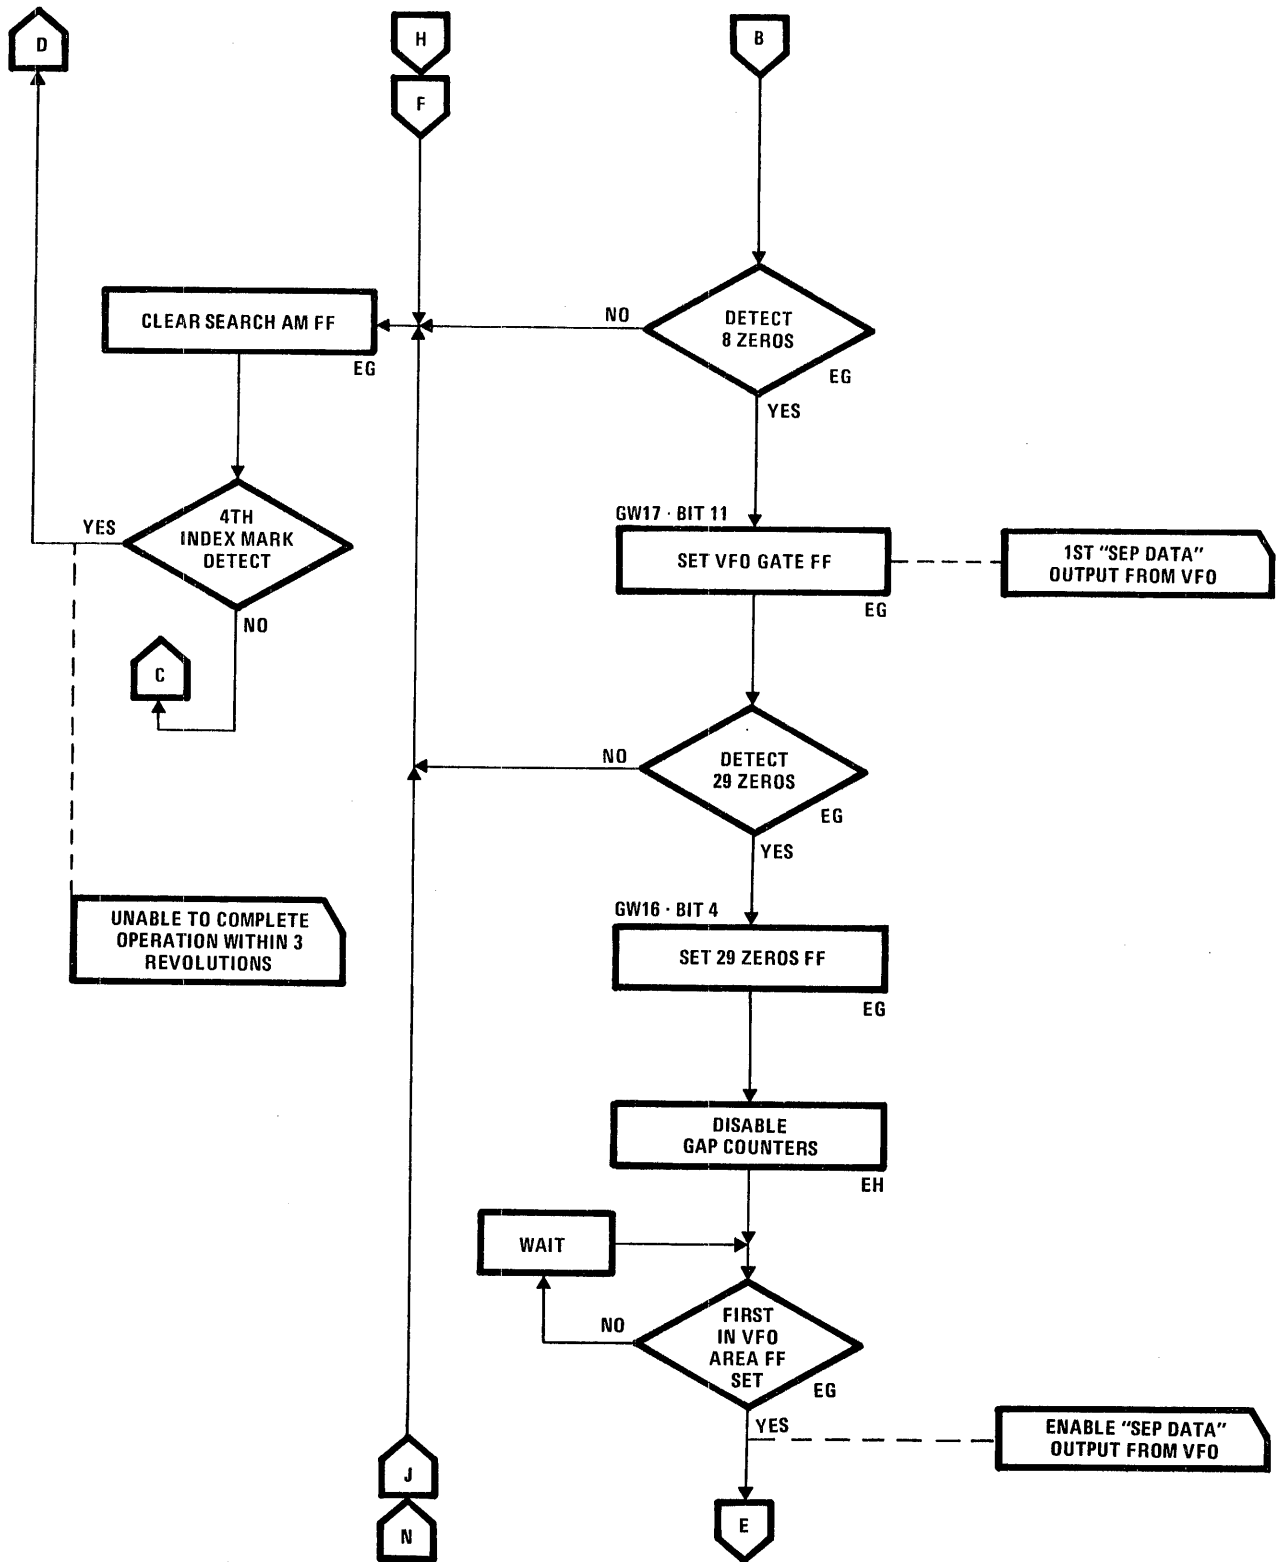 D
H
F
B
CLEAR SEARCH AM FF
EG
NO
DETECT
8 ZEROS
EG
YES
4TH
INDEX MARK
DETECT
YES
NO
C
GW17 · BIT 11
SET VFO GATE FF
EG
1ST "SEP DATA"
OUTPUT FROM VFO
NO
DETECT
29 ZEROS
EG
YES
UNABLE TO COMPLETE
OPERATION WITHIN 3
REVOLUTIONS
GW16 · BIT 4
SET 29 ZEROS FF
EG
DISABLE
GAP COUNTERS
EH
WAIT
NO
FIRST
IN VFO
AREA FF
SET
EG
YES
ENABLE "SEP DATA"
OUTPUT FROM VFO
J
N
E